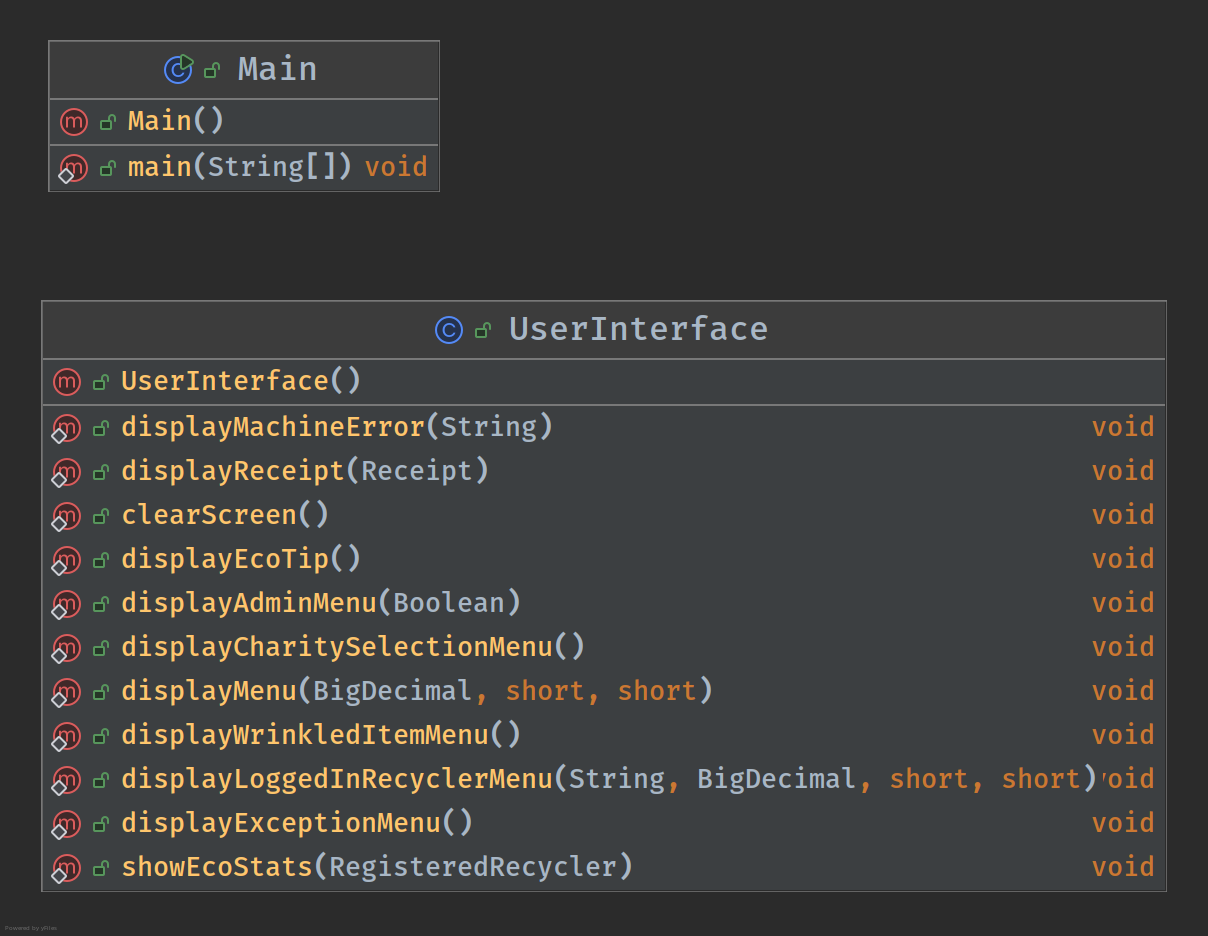 Main
Main()
main(String[]) void
UserInterface
UserInterface()
displayMachineError(String) void
displayReceipt(Receipt) void
clearScreen() void
displayEcoTip() void
displayAdminMenu(Boolean) void
displayCharitySelectionMenu() void
displayMenu(BigDecimal, short, short) void
displayWrinkledItemMenu() void
displayLoggedInRecyclerMenu(String, BigDecimal, short, short) void
displayExceptionMenu() void
showEcoStats(RegisteredRecycler) void
Powered by yFiles